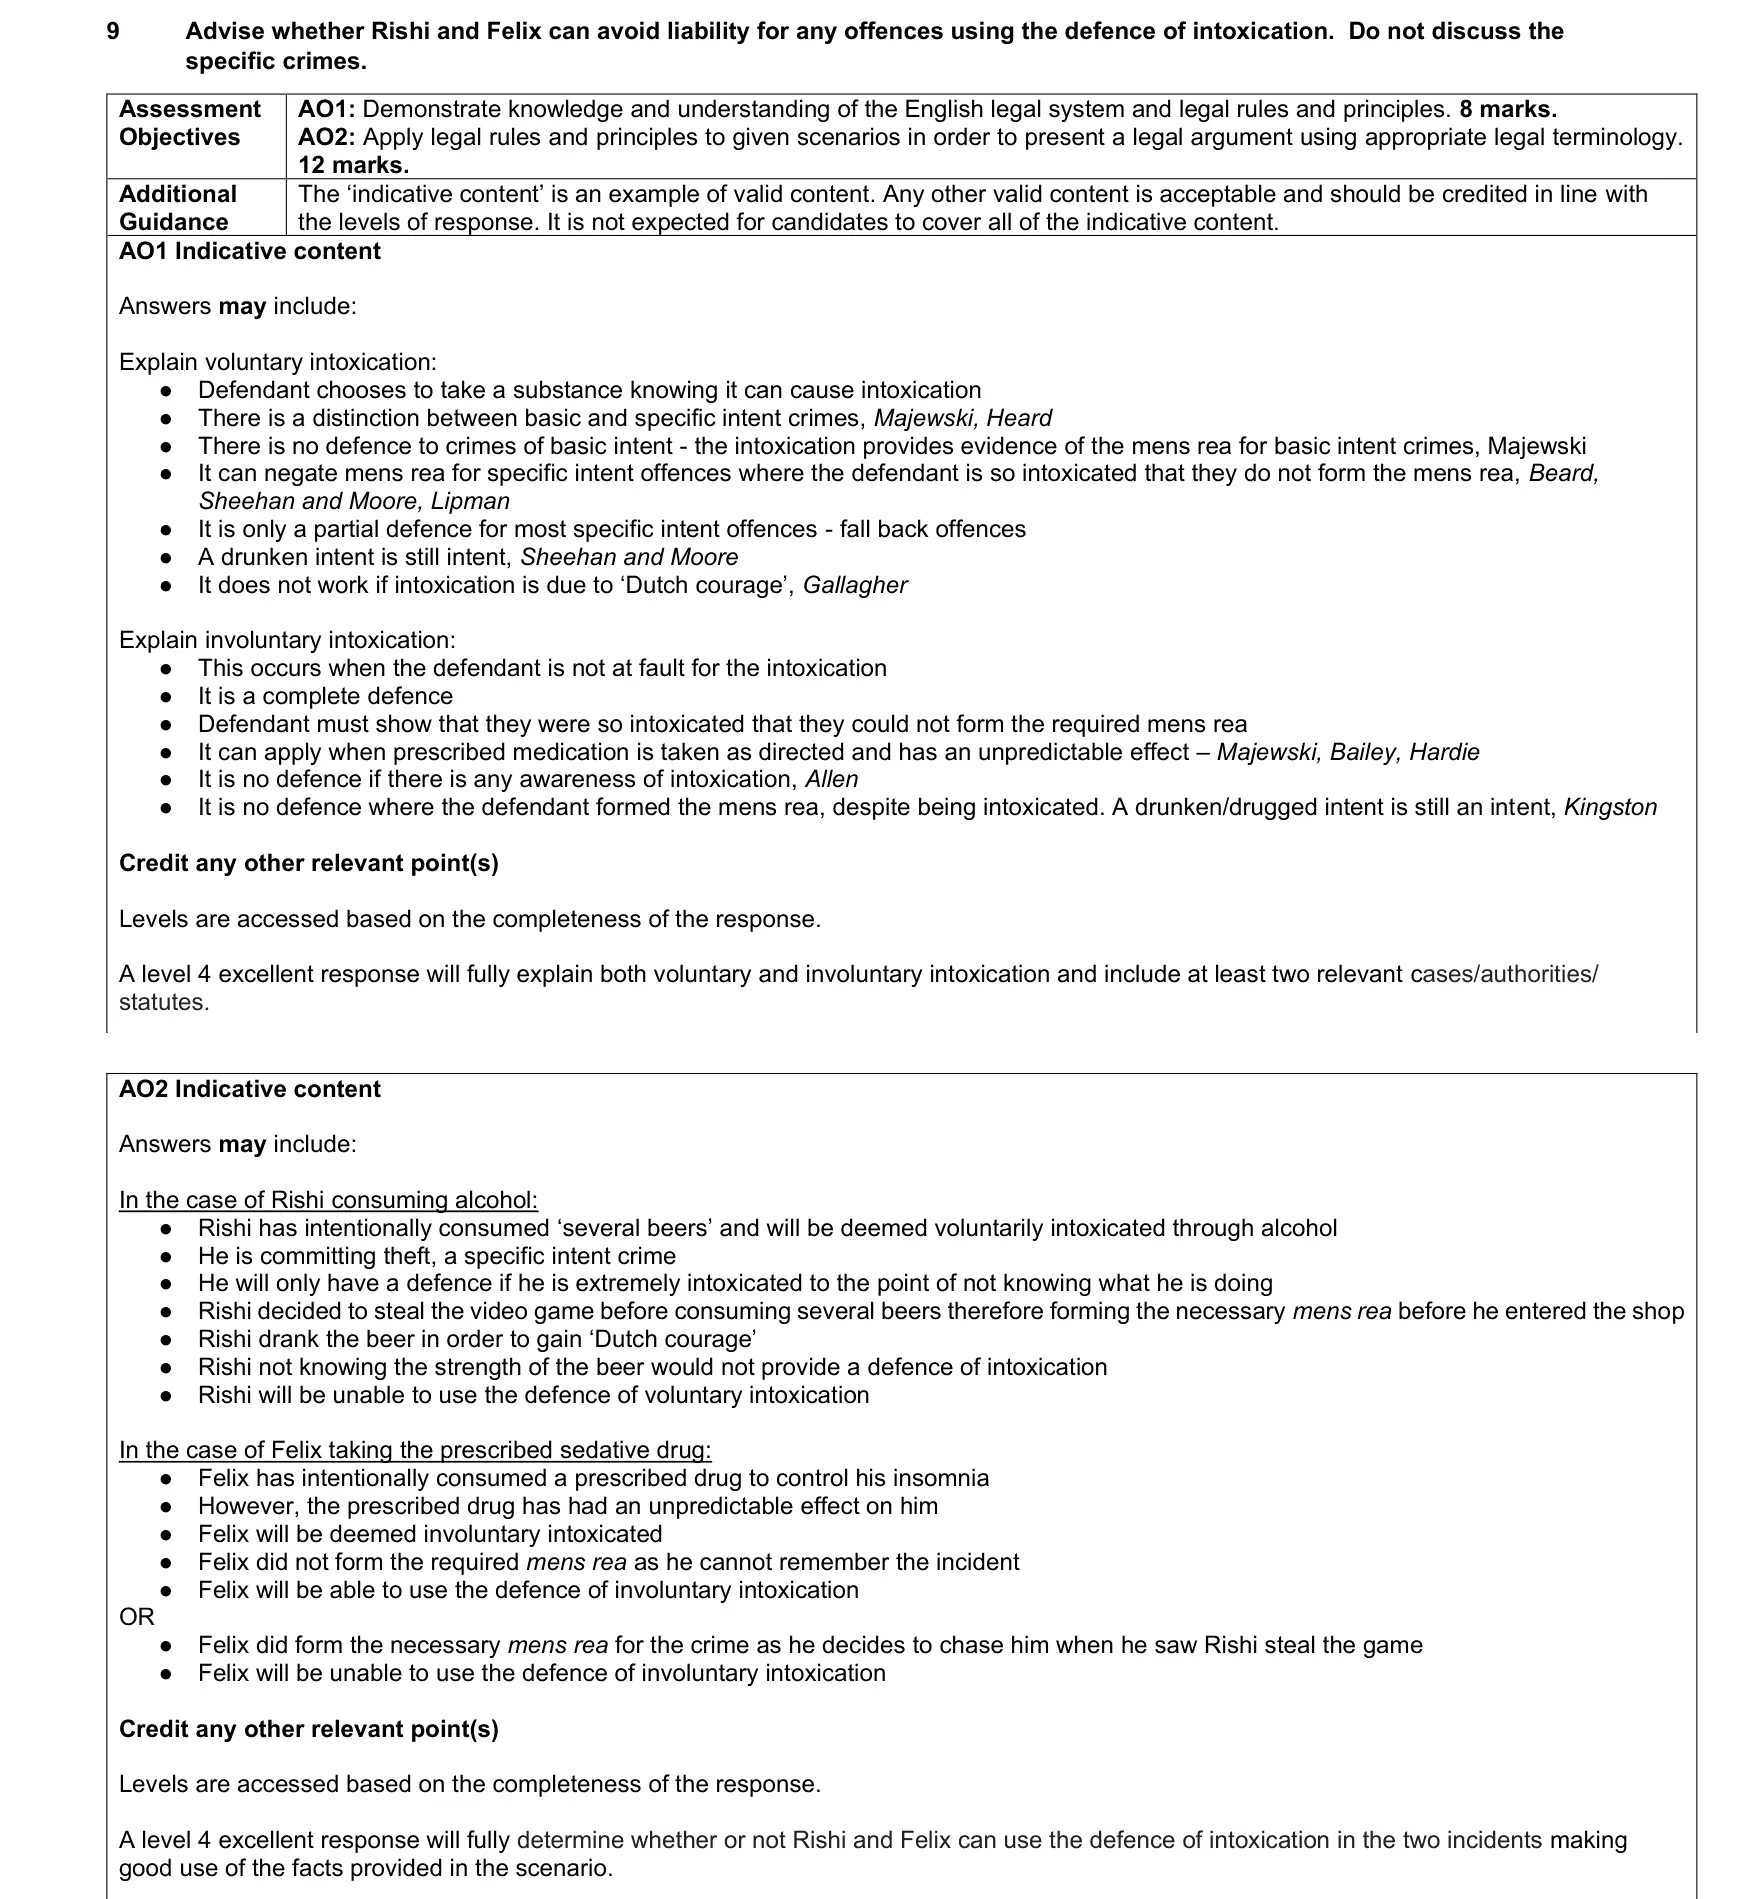 9 Advise whether Rishi and Felix can avoid liability for any offences using the defence of intoxication. Do not discuss the
specific crimes.
Assessment
Objectives
AO1: Demonstrate knowledge and understanding of the English legal system and legal rules and principles. 8 marks.
AO2: Apply legal rules and principles to given scenarios in order to present a legal argument using appropriate legal terminology.
12 marks.
Additional
Guidance
The ‘indicative content’ is an example of valid content. Any other valid content is acceptable and should be credited in line with
the levels of response. It is not expected for candidates to cover all of the indicative content.
AO1 Indicative content
Answers may include:
Explain voluntary intoxication:
● Defendant chooses to take a substance knowing it can cause intoxication
● There is a distinction between basic and specific intent crimes, Majewski, Heard
● There is no defence to crimes of basic intent - the intoxication provides evidence of the mens rea for basic intent crimes, Majewski
● It can negate mens rea for specific intent offences where the defendant is so intoxicated that they do not form the mens rea, Beard,
Sheehan and Moore, Lipman
● It is only a partial defence for most specific intent offences - fall back offences
● A drunken intent is still intent, Sheehan and Moore
● It does not work if intoxication is due to ‘Dutch courage’, Gallagher
Explain involuntary intoxication:
● This occurs when the defendant is not at fault for the intoxication
● It is a complete defence
● Defendant must show that they were so intoxicated that they could not form the required mens rea
● It can apply when prescribed medication is taken as directed and has an unpredictable effect – Majewski, Bailey, Hardie
● It is no defence if there is any awareness of intoxication, Allen
● It is no defence where the defendant formed the mens rea, despite being intoxicated. A drunken/drugged intent is still an intent, Kingston
Credit any other relevant point(s)
Levels are accessed based on the completeness of the response.
A level 4 excellent response will fully explain both voluntary and involuntary intoxication and include at least two relevant cases/authorities/
statutes.
AO2 Indicative content
Answers may include:
In the case of Rishi consuming alcohol:
● Rishi has intentionally consumed ‘several beers’ and will be deemed voluntarily intoxicated through alcohol
● He is committing theft, a specific intent crime
● He will only have a defence if he is extremely intoxicated to the point of not knowing what he is doing
● Rishi decided to steal the video game before consuming several beers therefore forming the necessary mens rea before he entered the shop
● Rishi drank the beer in order to gain ‘Dutch courage’
● Rishi not knowing the strength of the beer would not provide a defence of intoxication
● Rishi will be unable to use the defence of voluntary intoxication
In the case of Felix taking the prescribed sedative drug:
● Felix has intentionally consumed a prescribed drug to control his insomnia
● However, the prescribed drug has had an unpredictable effect on him
● Felix will be deemed involuntary intoxicated
● Felix did not form the required mens rea as he cannot remember the incident
● Felix will be able to use the defence of involuntary intoxication
OR
● Felix did form the necessary mens rea for the crime as he decides to chase him when he saw Rishi steal the game
● Felix will be unable to use the defence of involuntary intoxication
Credit any other relevant point(s)
Levels are accessed based on the completeness of the response.
A level 4 excellent response will fully determine whether or not Rishi and Felix can use the defence of intoxication in the two incidents making
good use of the facts provided in the scenario.